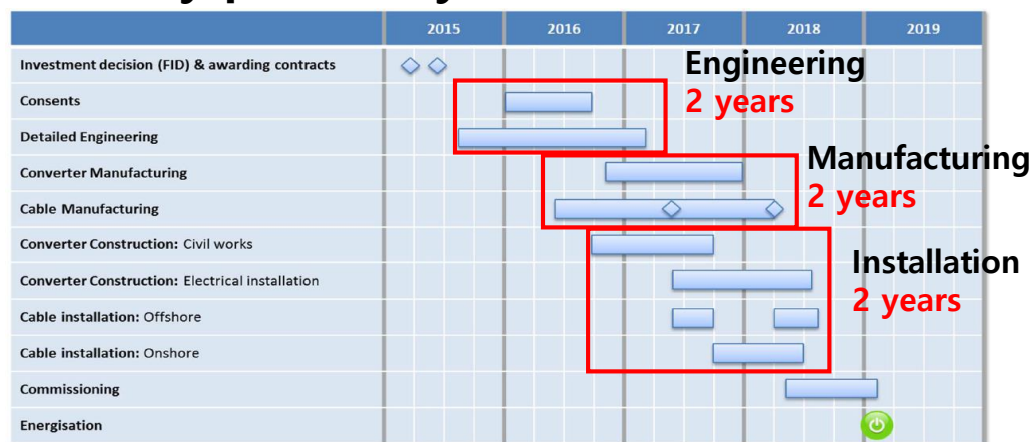 2015 2016 2017 2018 2019
Investment decision (FID) & awarding contracts
Engineering
Consents
2 years
Detailed Engineering
Converter Manufacturing
Manufacturing
Cable Manufacturing
2 years
Converter Construction: Civil works
Installation
Converter Construction: Electrical installation
2 years
Cable installation: Offshore
Cable installation: Onshore
Commissioning
Energisation